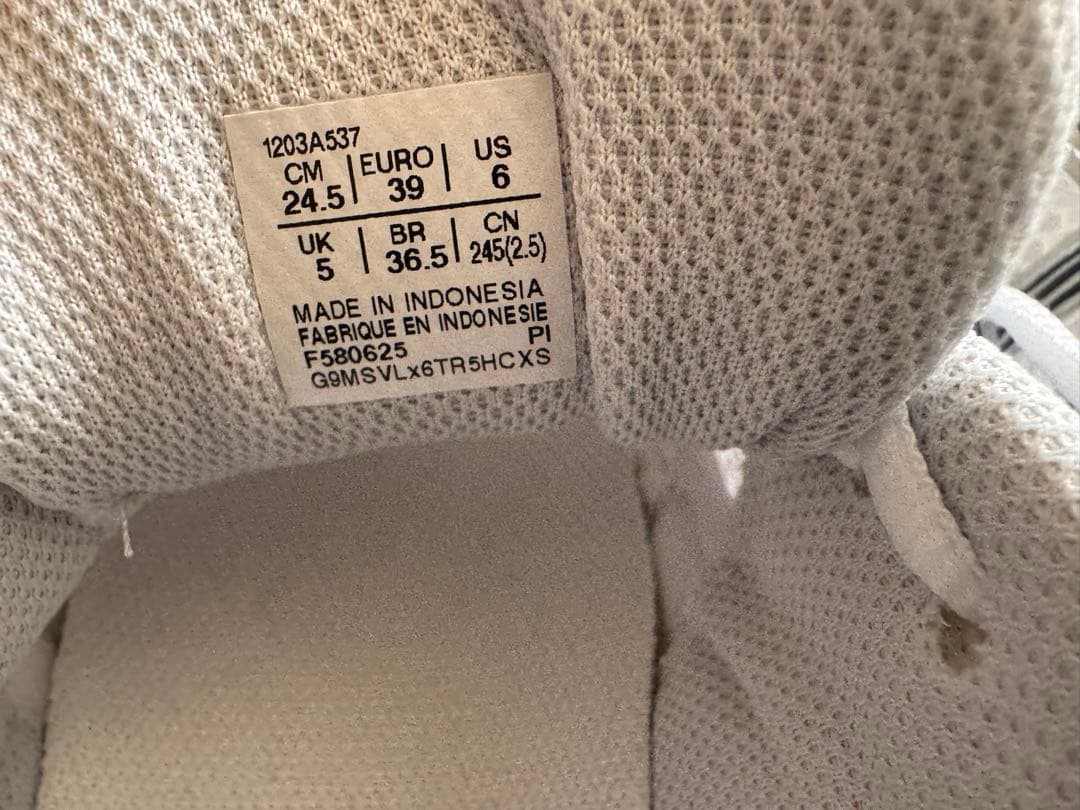 1203A537
CM | EURO | US
24.5 | 39 | 6
UK | BR | CN
5 | 36.5 | 245(2.5)
MADE IN INDONESIA
FABRIQUE EN INDONESIE
F580625 PI
G9MSVLx6TR5HCXS